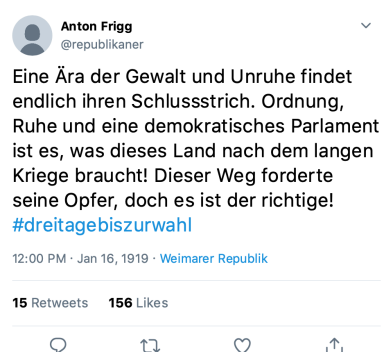 Anton Frigg
@republikaner
Eine Ära der Gewalt und Unruhe findet
endlich ihren Schlussstrich. Ordnung,
Ruhe und eine demokratisches Parlament
ist es, was dieses Land nach dem langen
Kriege braucht! Dieser Weg forderte
seine Opfer, doch es ist der richtige!
#dreitagebiszurwahl
12:00 PM · Jan 16, 1919 · Weimarer Republik
15 Retweets 156 Likes